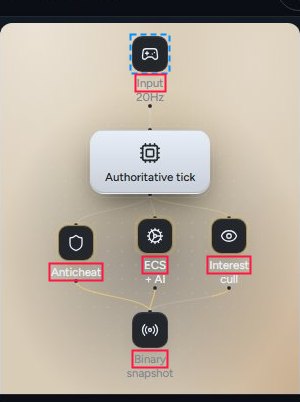 Input
20Hz
Authoritative tick
Anticheat
ECS
+ AI
Interest
cull
Binary
snapshot